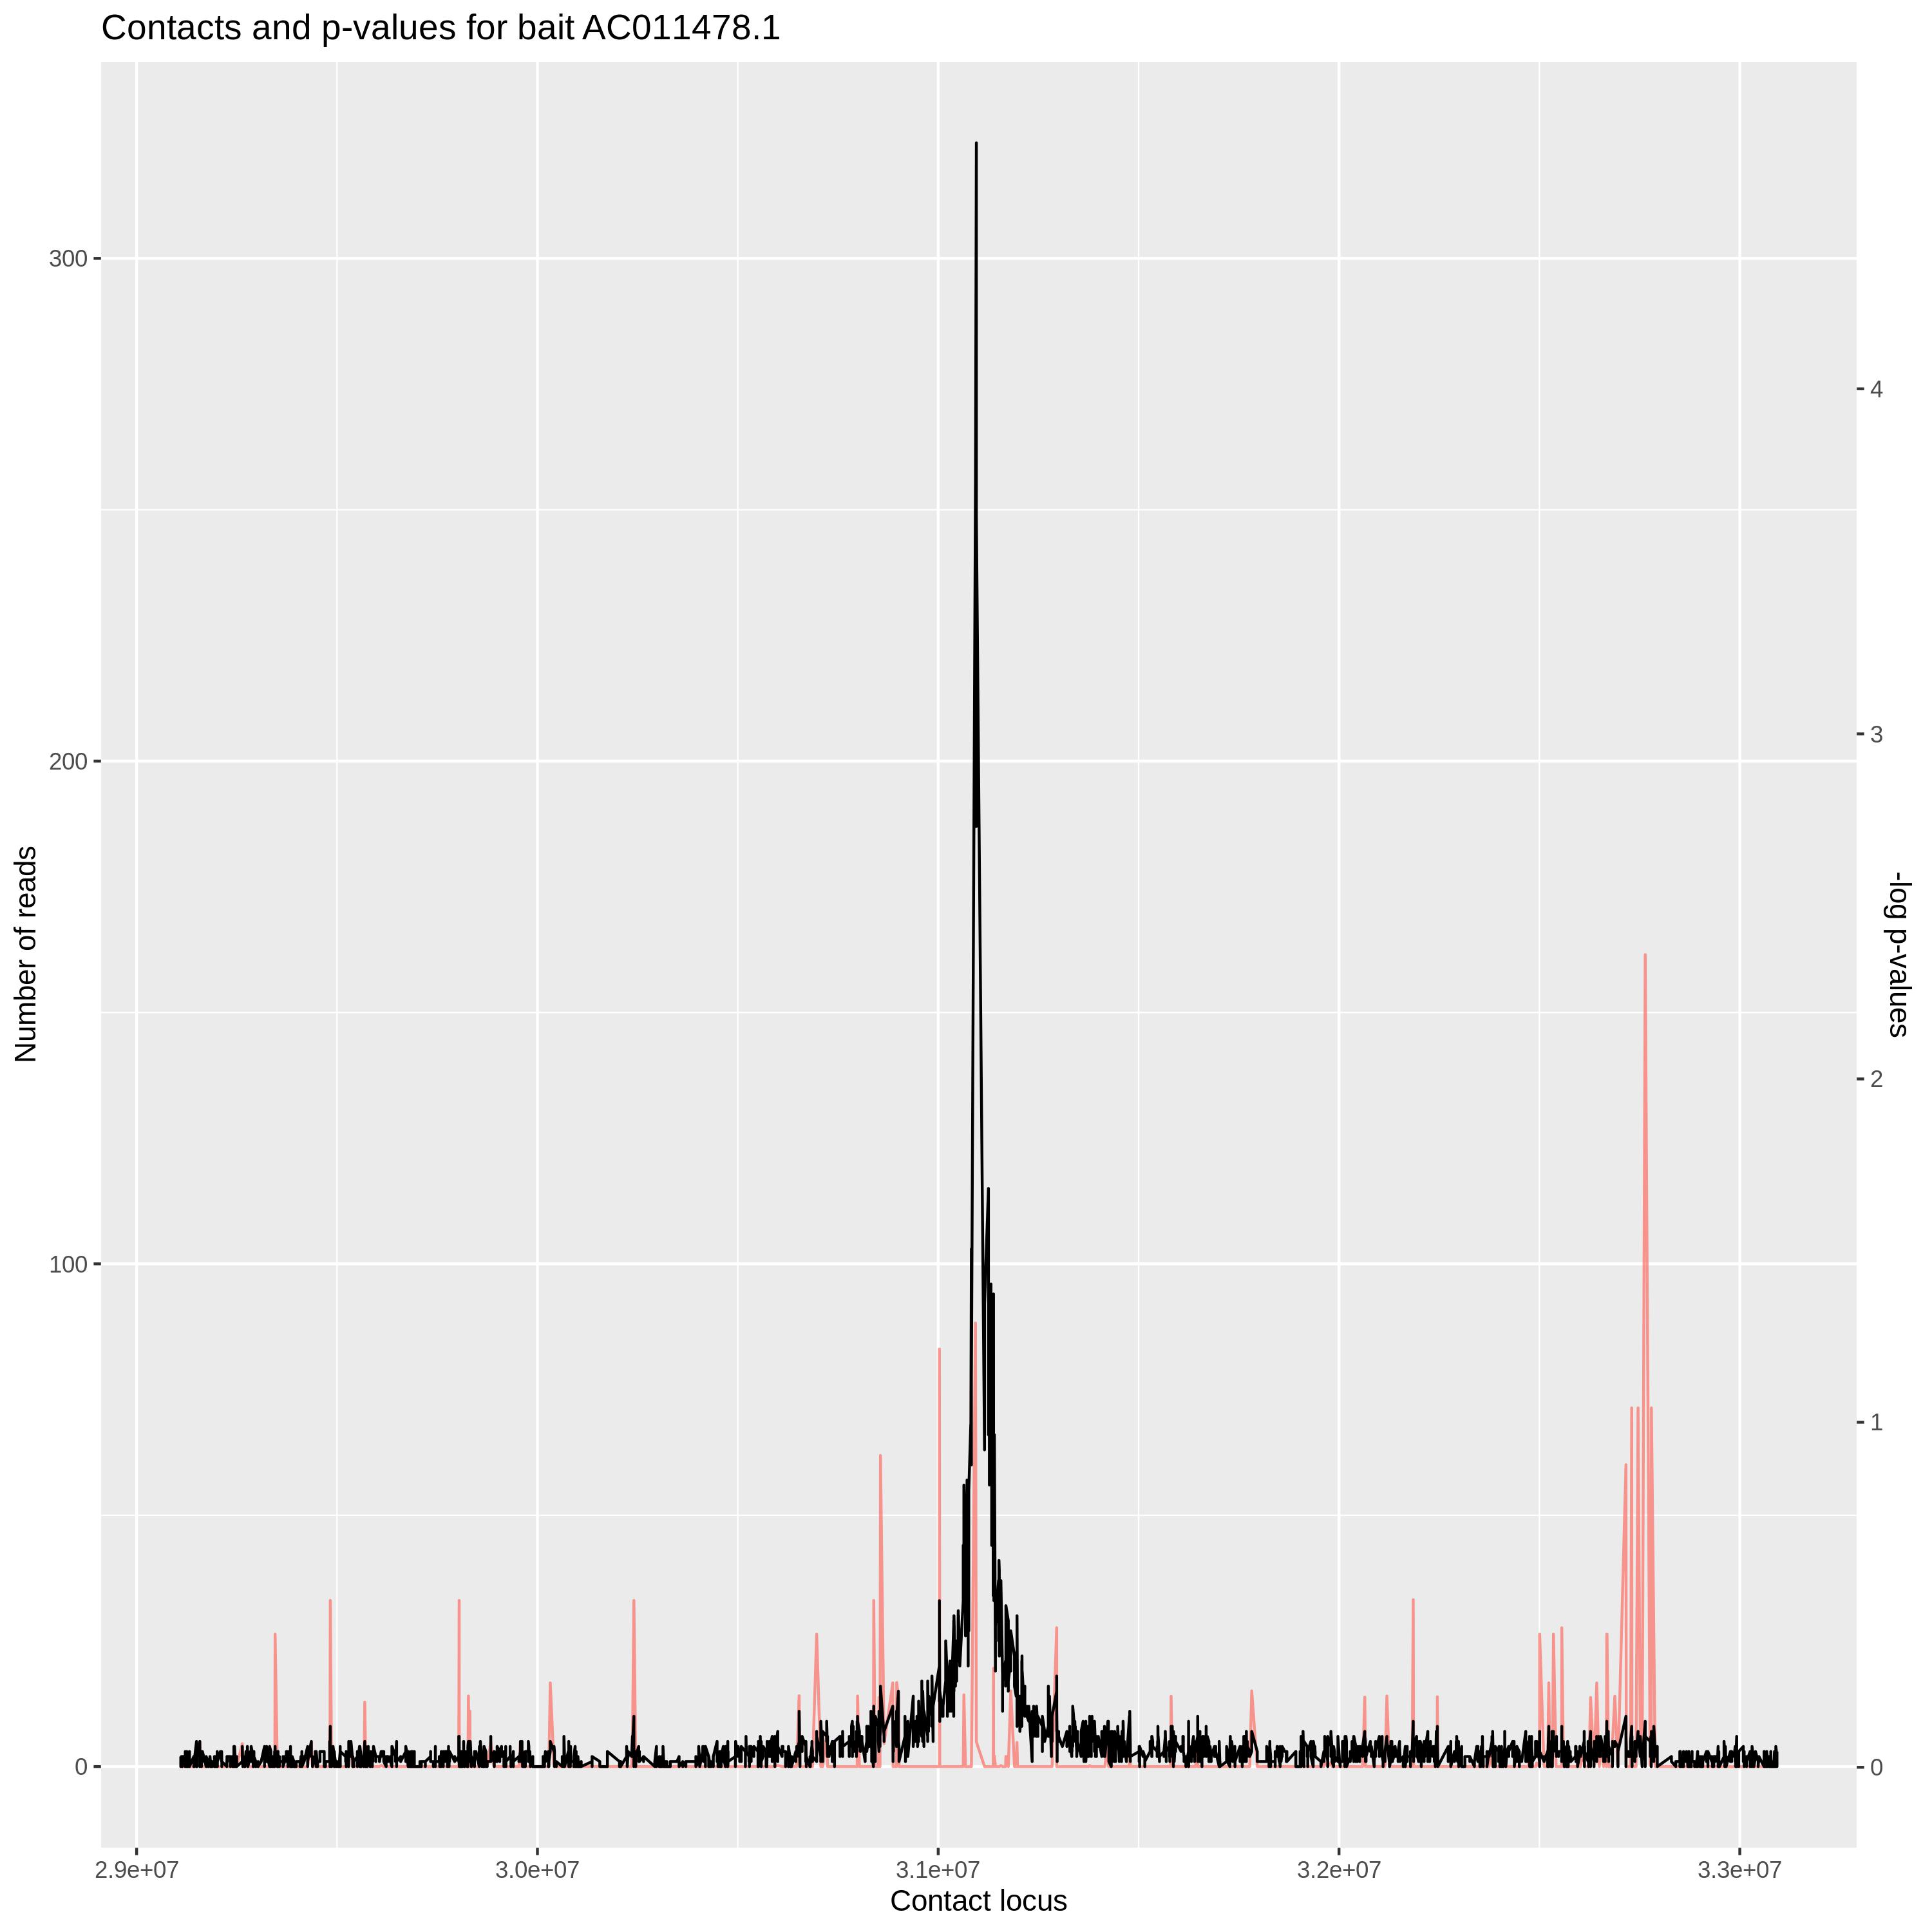 Contacts and p-values for bait AC011478.1
Number of reads
300
200
100
0
4
3
2
1
0
-log p-values
2.9e+07 3.0e+07 3.1e+07 3.2e+07 3.3e+07
Contact locus